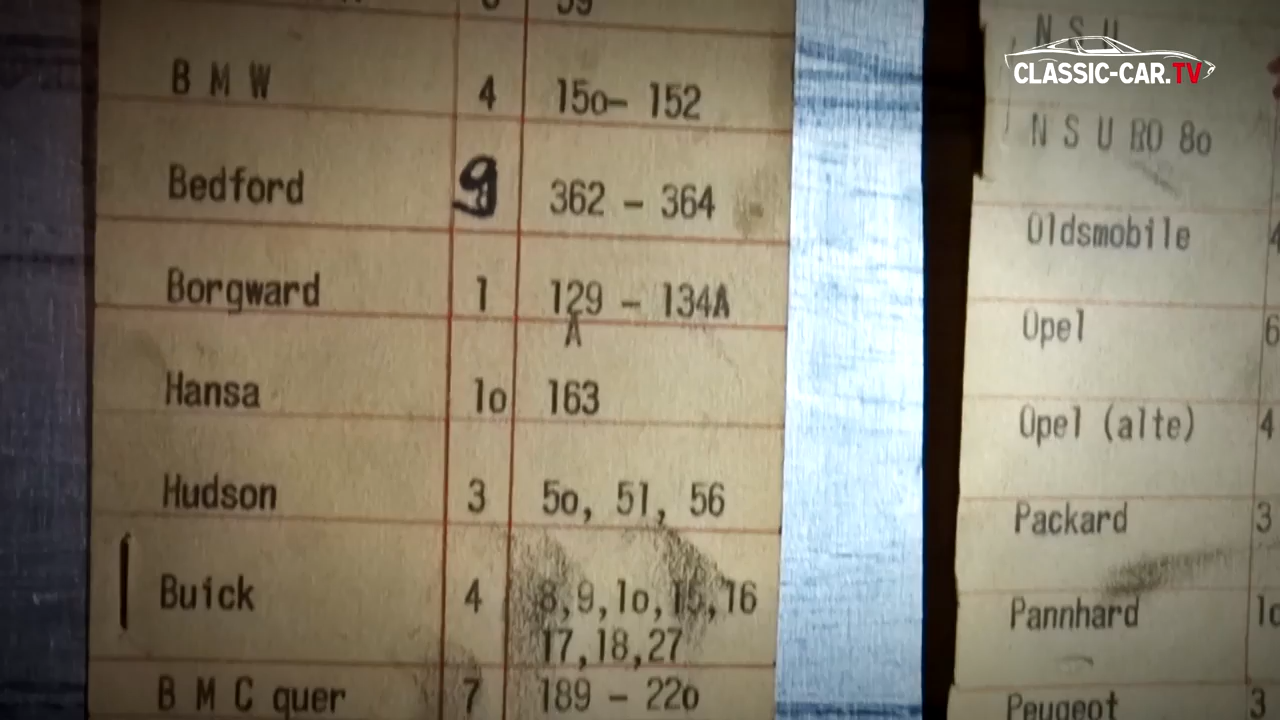 59
B M W 4 15o- 152
Bedford 9 362 - 364
Borgward 1 129 - 134A
A
Hansa 1o 163
Hudson 3 5o, 51, 56
Buick 4 8,9,1o,15,16
17,18,27
B M C quer 7 189 - 22o
N S U
CLASSIC-CAR.TV
N S U RO 8o
Oldsmobile 4
Opel 6
Opel (alte) 4
Packard 3
Pannhard 1o
Peugeot 3